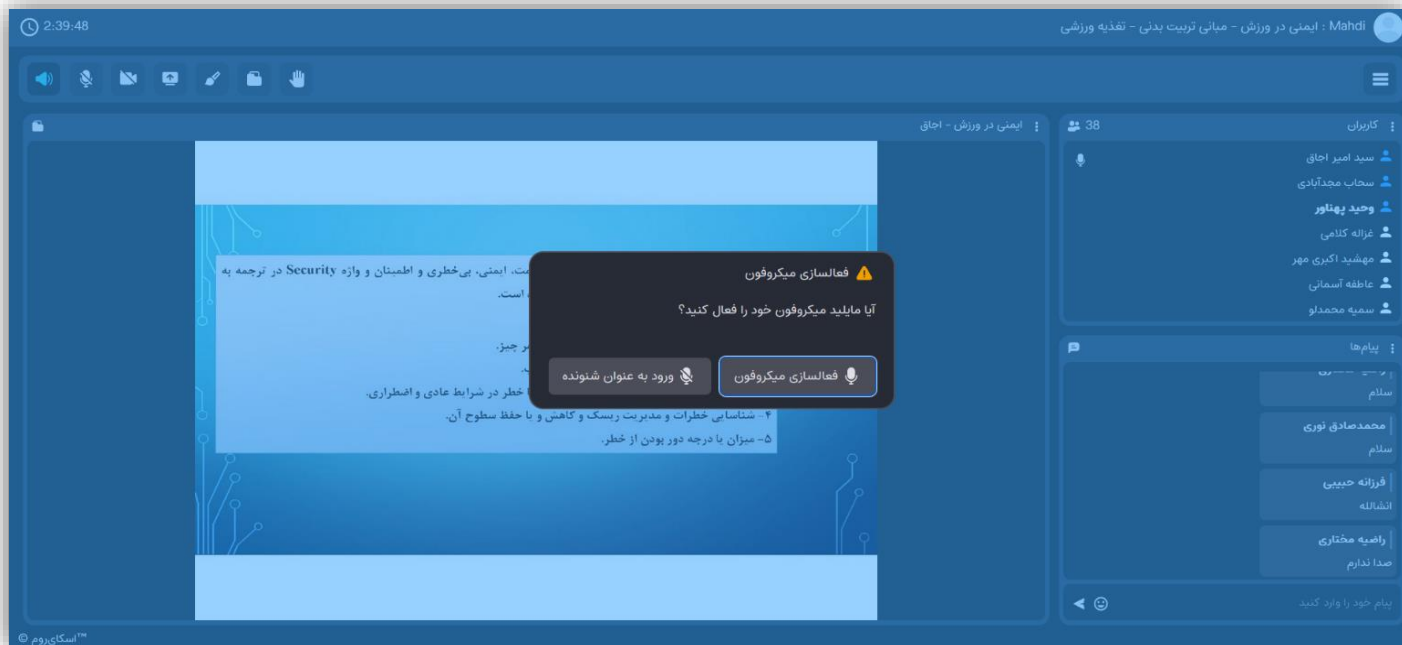 2:39:48
Mahdi : ایمنی در ورزش - مبانی تربیت بدنی - تغذیه ورزشی
ایمنی در ورزش - اجاق
مت، ایمنی، بی‌خطری و اطمینان و واژه Security در ترجمه به
است.
هر چیز.
خطر در شرایط عادی و اضطراری.
۴- شناسایی خطرات و مدیریت ریسک و کاهش و یا حفظ سطوح آن.
۵- میزان یا درجه دور بودن از خطر.
فعالسازی میکروفون
آیا مایلید میکروفون خود را فعال کنید؟
فعالسازی میکروفون
ورود به عنوان شنونده
کاربران
38
سید امیر اجاق
سحاب مجدآبادی
وحید پهناور
غزاله کلامی
مهشید اکبری مهر
عاطفه آسمانی
سمیه محمدلو
پیام‌ها
سلام
محمدصادق نوری
سلام
فرزانه حبیبی
انشالله
راضیه مختاری
صدا ندارم
پیام خود را وارد کنید
اسکای‌روم™ ©